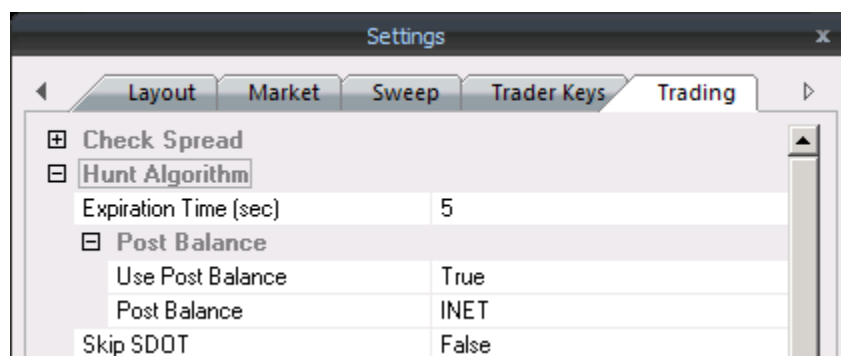 Settings x
Layout Market Sweep Trader Keys Trading
Check Spread
Hunt Algorithm
Expiration Time (sec) 5
Post Balance
Use Post Balance True
Post Balance INET
Skip SDOT False